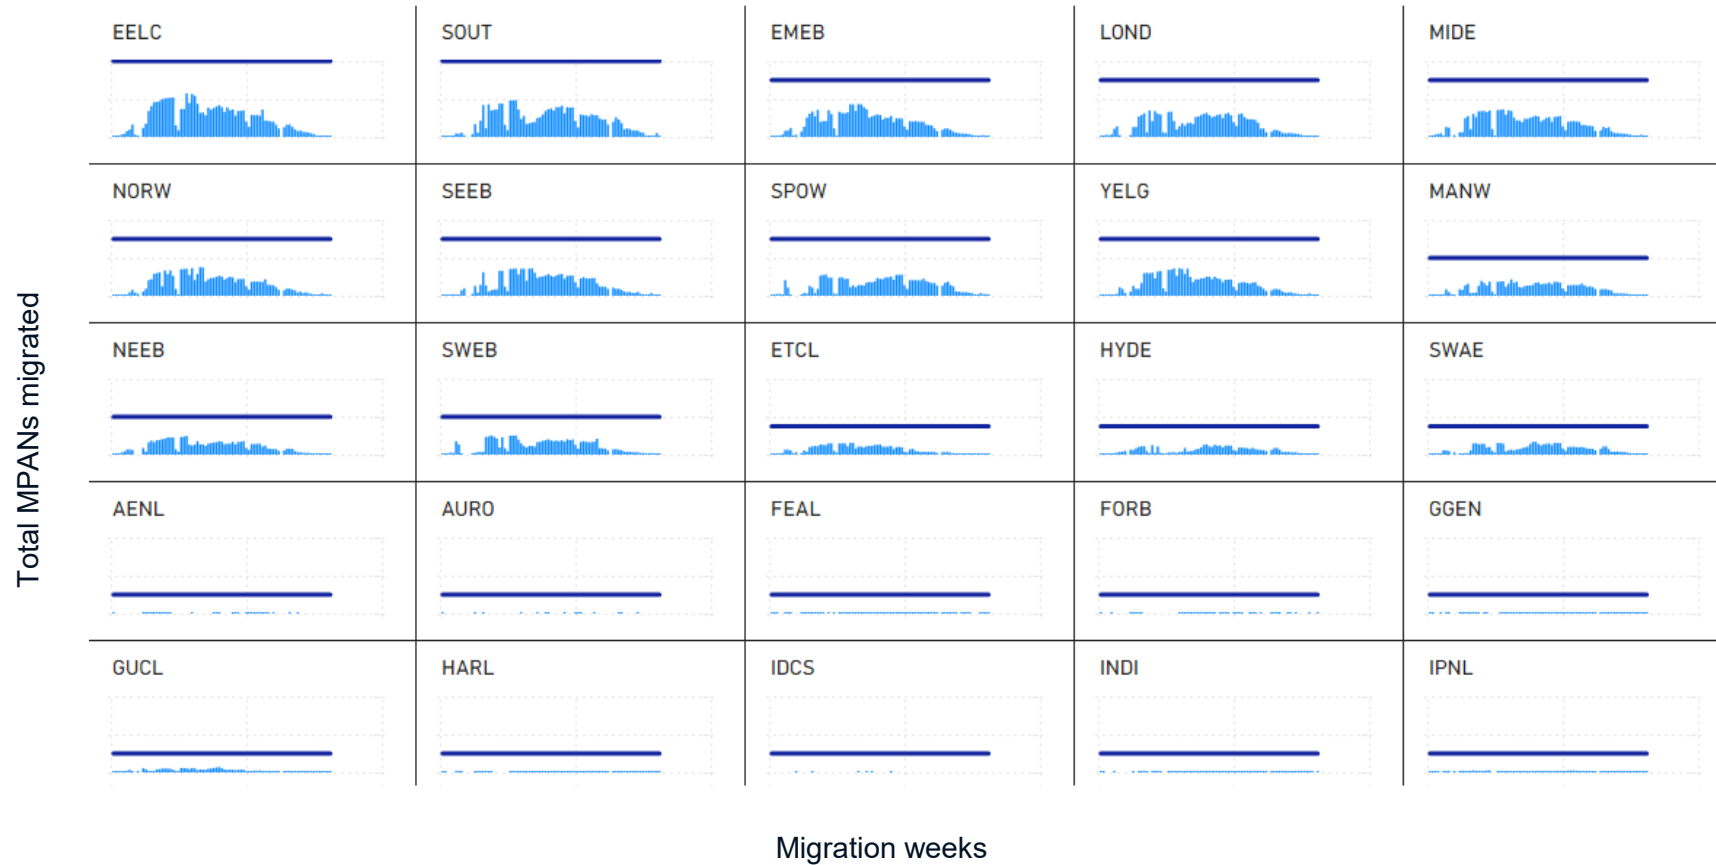 EELC
SOUT
EMEB
LOND
MIDE
NORW
SEEB
SPOW
YELG
MANW
NEEB
SWEB
ETCL
HYDE
SWAE
AENL
AURO
FEAL
FORB
GGEN
GUCL
HARL
IDCS
INDI
IPNL
Total MPANs migrated
Migration weeks